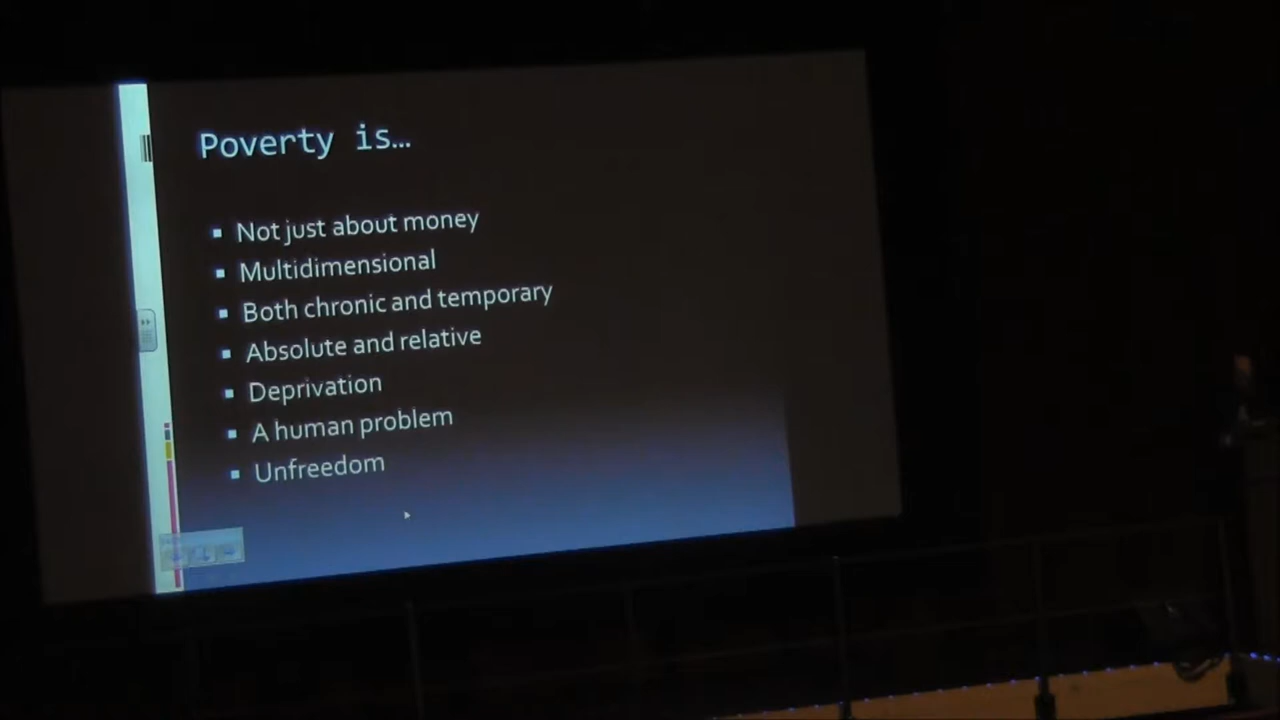 Poverty is…
▪ Not just about money
▪ Multidimensional
▪ Both chronic and temporary
▪ Absolute and relative
▪ Deprivation
▪ A human problem
▪ Unfreedom